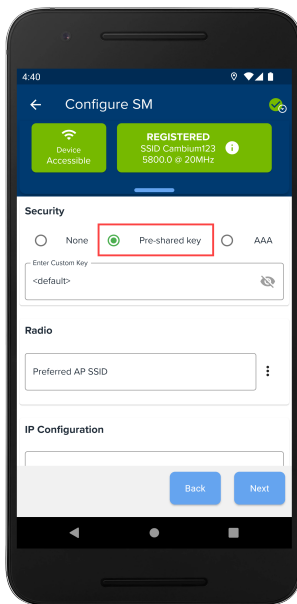 4:40
Configure SM
Device
Accessible
REGISTERED
SSID Cambium123
5800.0 @ 20MHz
Security
None
Pre-shared key
AAA
Enter Custom Key
<default>
Radio
Preferred AP SSID
IP Configuration
Back
Next